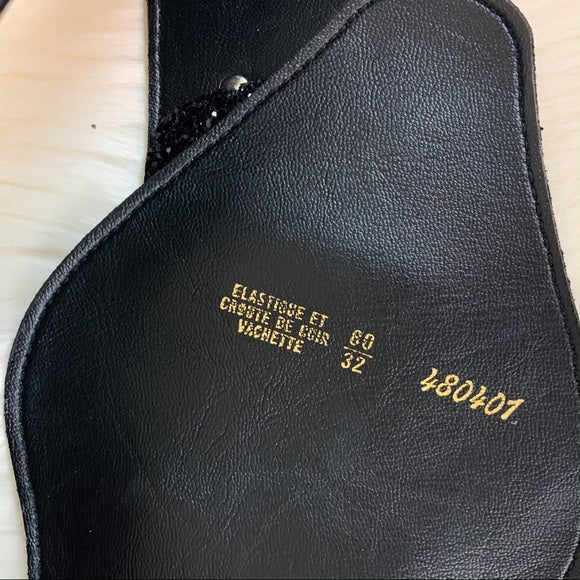 ELASTIQUE ET
CROUTE DE CUIR
VACHETTE
80
32
480401